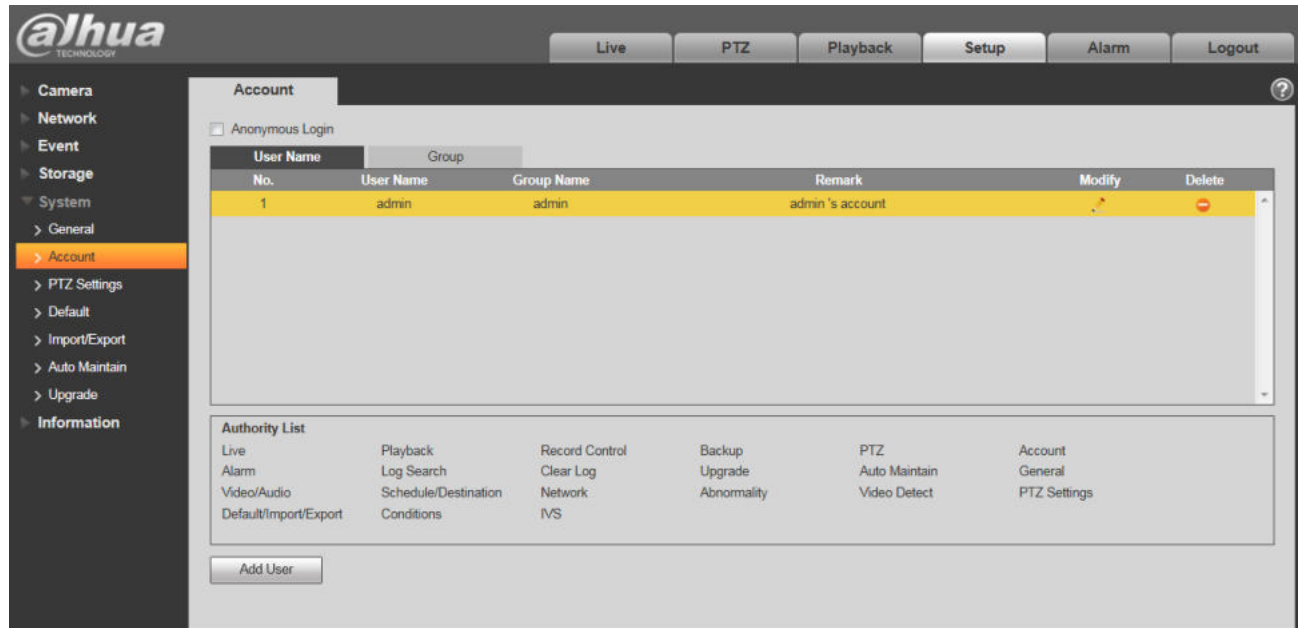 alhua
TECHNOLOGY
Live PTZ Playback Setup Alarm Logout
Camera
Network
Event
Storage
System
General
Account
PTZ Settings
Default
Import/Export
Auto Maintain
Upgrade
Information
Account
?
Anonymous Login
User Name Group
No. User Name Group Name Remark Modify Delete
1 admin admin admin 's account
Authority List
Live Playback Record Control Backup PTZ Account
Alarm Log Search Clear Log Upgrade Auto Maintain General
Video/Audio Schedule/Destination Network Abnormality Video Detect PTZ Settings
Default/Import/Export Conditions IVS
Add User